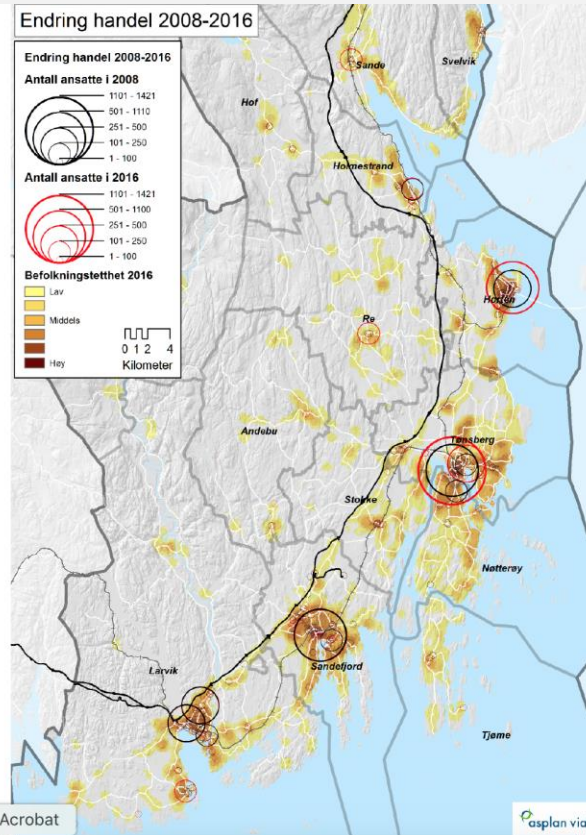 Endring handel 2008-2016
Endring handel 2008-2016
Antall ansatte i 2008
1101 - 1421
501 - 1110
251 - 500
101 - 250
1 - 100
Antall ansatte i 2016
1101 - 1421
501 - 1100
251 - 500
101 - 250
1 - 100
Befolkningstetthet 2016
Lav
Middels
Høy
0 1 2 4
Kilometer
Sande
Svelvik
Hof
Holmestrand
Horten
Re
Andebu
Tønsberg
Stokke
Nøtterøy
Larvik
Sandefjord
Tjøme
Acrobat
asplan via